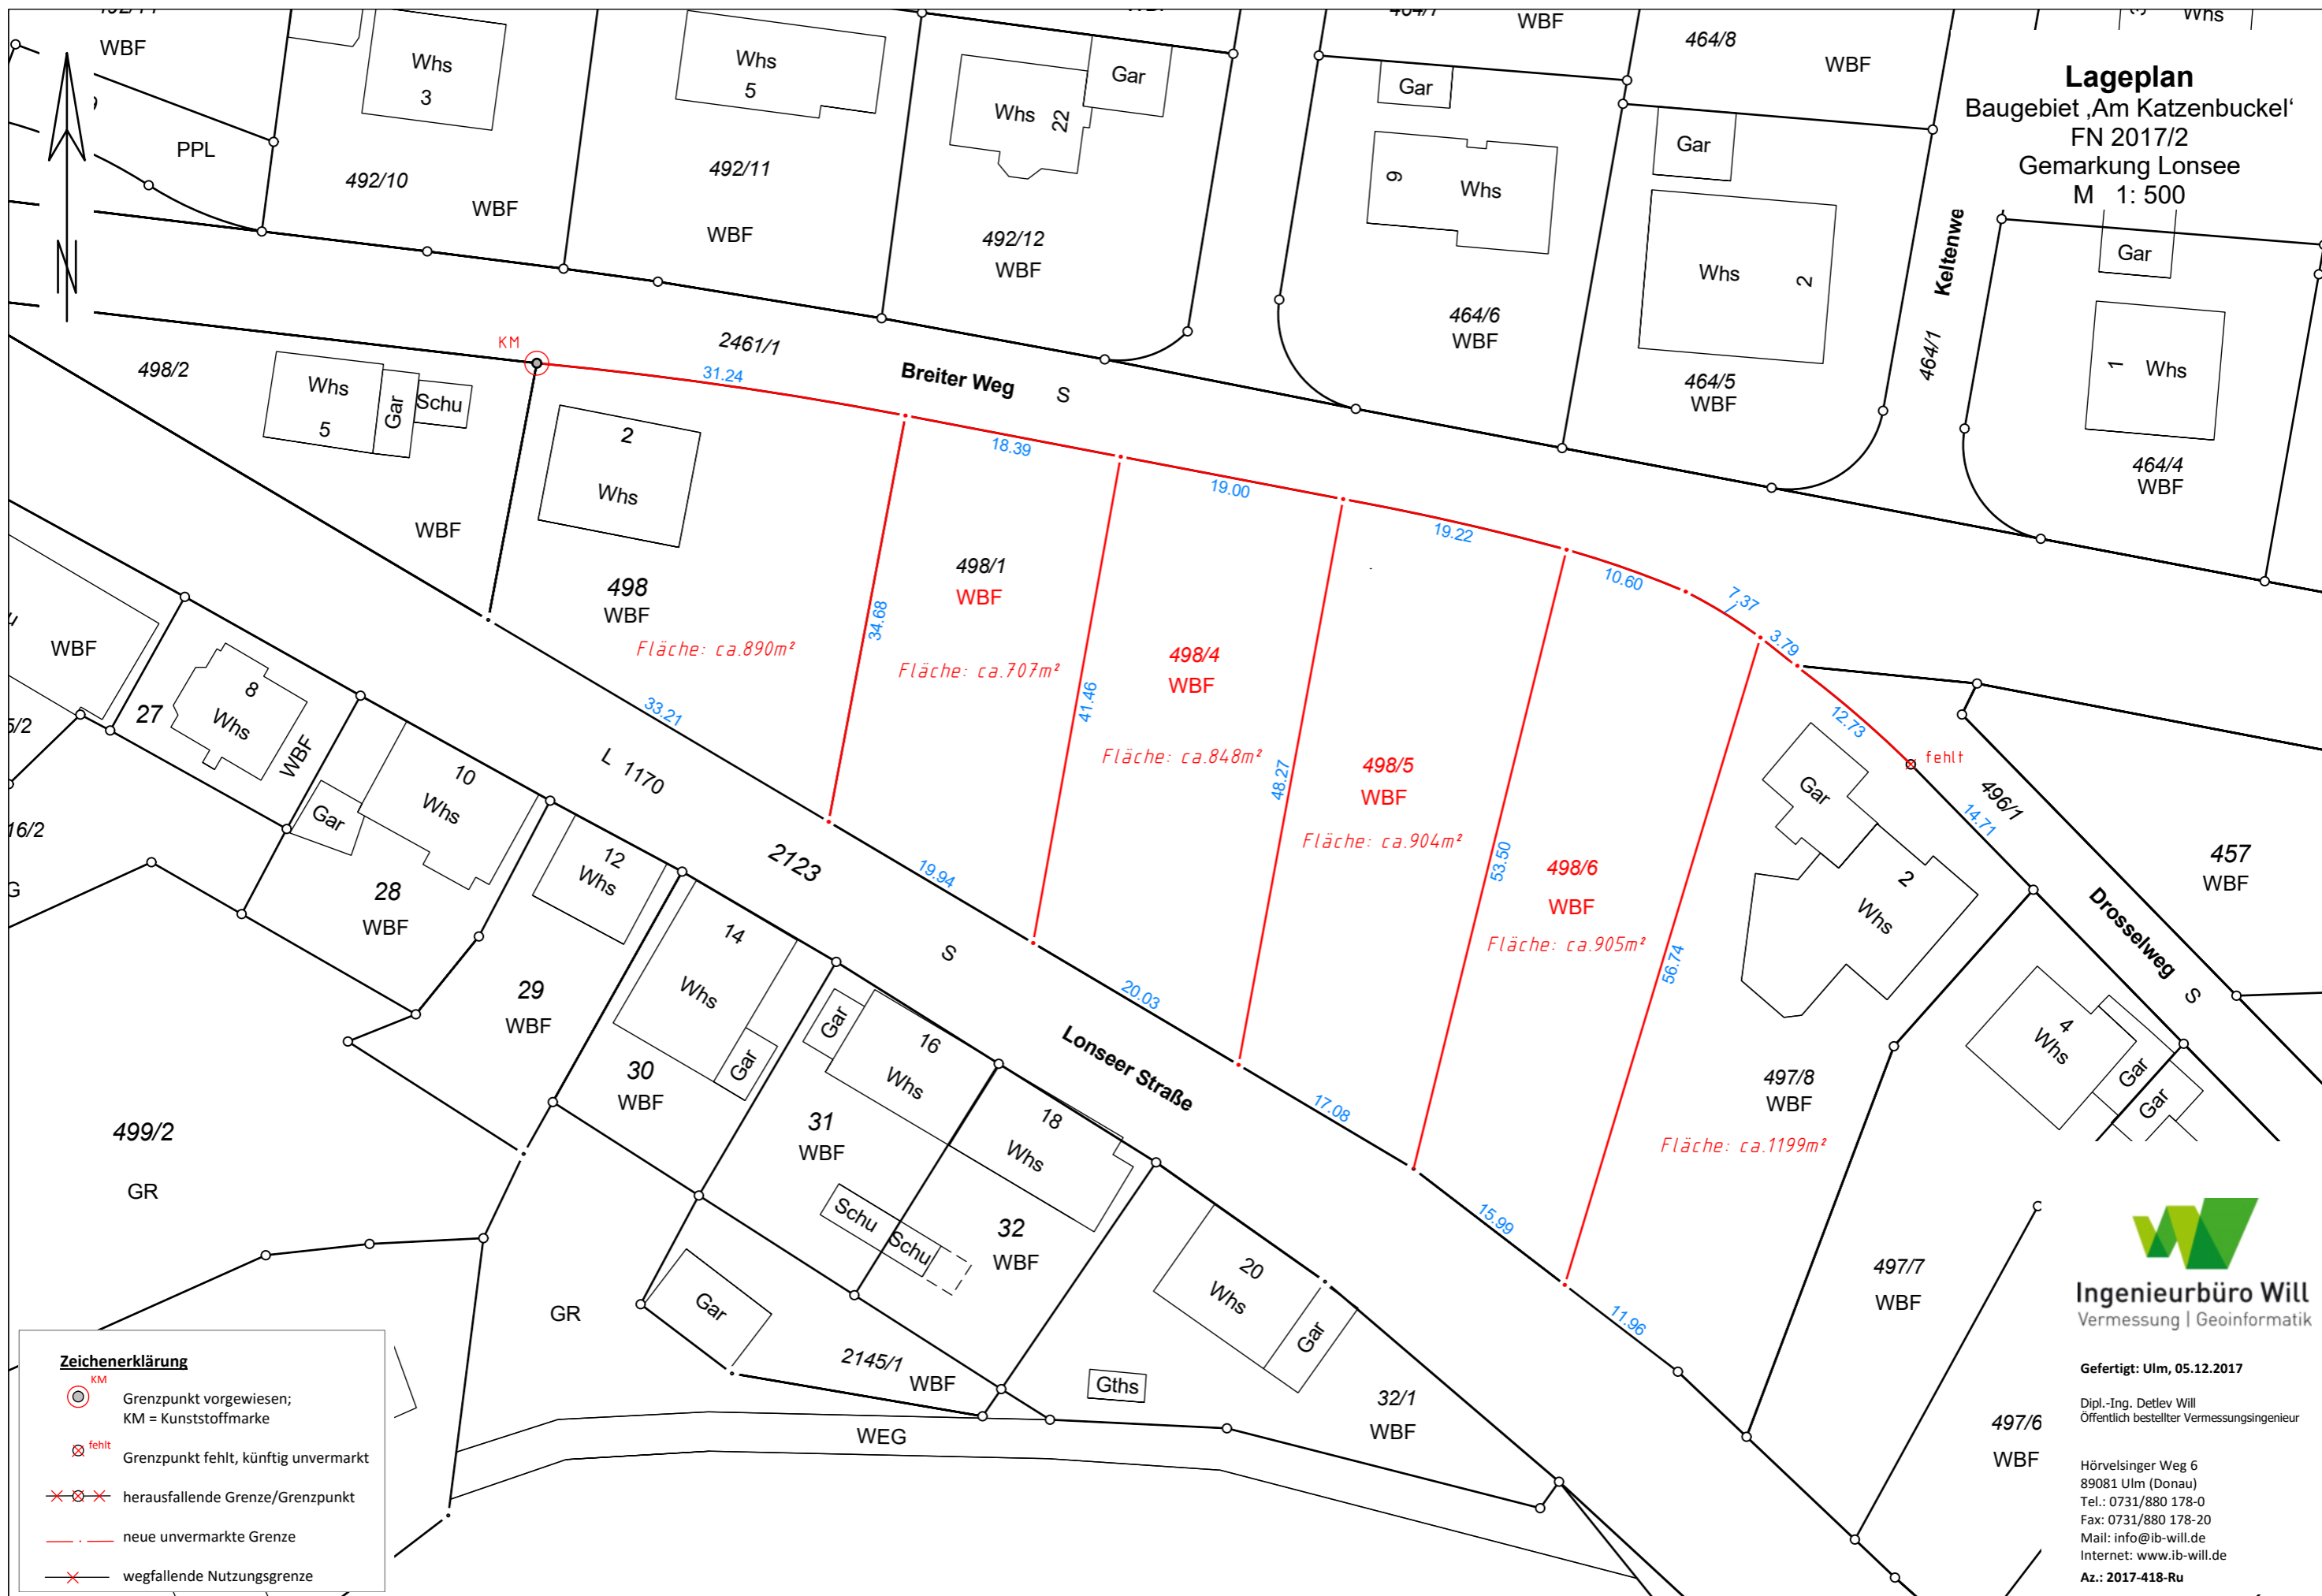 WBF
Whs
3
Whs
5
Whs
22
Gar
WBF
464/8
WBF
Whs
Gar
Gar
Lageplan
Baugebiet ‚Am Katzenbuckel‘
FN 2017/2
Gemarkung Lonsee
M 1: 500
PPL
492/10
WBF
492/11
WBF
492/12
WBF
9
Whs
Whs
2
Gar
N
464/6
WBF
464/5
WBF
464/1
1
Whs
464/4
WBF
498/2
KM
2461/1
31.24
Breiter Weg
S
Whs
5
Gar
Schu
WBF
2
Whs
18.39
19.00
19.22
10.60
7.37
3.79
12.73
fehlt
14.71
498
WBF
Fläche: ca.890m²
34.68
498/1
WBF
Fläche: ca.707m²
41.46
498/4
WBF
Fläche: ca.848m²
48.27
498/5
WBF
Fläche: ca.904m²
53.50
498/6
WBF
Fläche: ca.905m²
56.74
Gar
2
Whs
496/1
457
WBF
Drosselweg
S
4
Whs
Gar
Gar
497/8
WBF
Fläche: ca.1199m²
33.21
L 1170
2123
19.94
S
20.03
Lonseer Straße
17.08
15.99
11.96
WBF
27
8
Whs
WBF
16/2
10
Whs
Gar
28
WBF
12
Whs
29
WBF
14
Whs
Gar
30
WBF
Gar
16
Whs
31
WBF
18
Whs
Schu
Schu
32
WBF
20
Whs
Gar
499/2
GR
GR
Gar
2145/1
WBF
Gths
32/1
WBF
WEG
497/7
WBF
497/6
WBF
Zeichenerklärung
KM
Grenzpunkt vorgewiesen;
KM = Kunststoffmarke
fehlt
Grenzpunkt fehlt, künftig unvermarkt
herausfallende Grenze/Grenzpunkt
neue unvermarkte Grenze
wegfallende Nutzungsgrenze
Ingenieurbüro Will
Vermessung | Geoinformatik
Gefertigt: Ulm, 05.12.2017
Dipl.-Ing. Detlev Will
Öffentlich bestellter Vermessungsingenieur
Hörvelsinger Weg 6
89081 Ulm (Donau)
Tel.: 0731/880 178-0
Fax: 0731/880 178-20
Mail: info@ib-will.de
Internet: www.ib-will.de
Az.: 2017-418-Ru